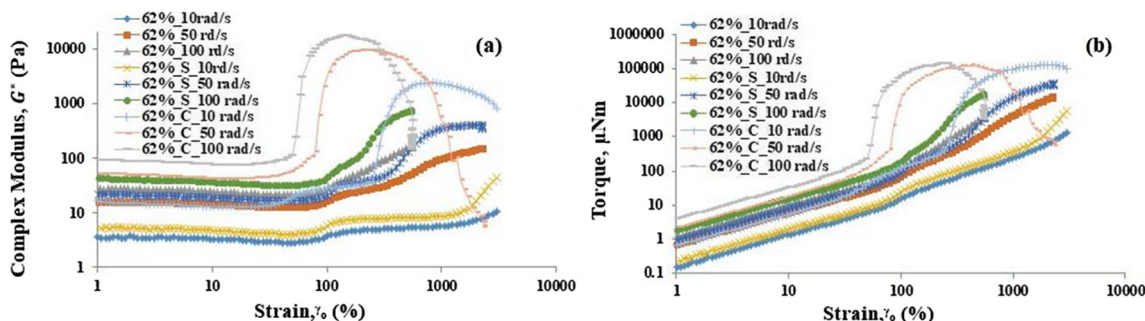 62%_10rad/s
62%_50 rd/s
62%_100 rd/s
62%_S_10rd/s
62%_S_50 rad/s
62%_S_100 rad/s
62%_C_10 rad/s
62%_C_50 rad/s
62%_C_100 rad/s
(a)
Complex Modulus, G* (Pa)
10000
1000
100
10
1
1 10 100 1000 10000
Strain,γ₀ (%)
62%_10rad/s
62%_50 rd/s
62%_100 rd/s
62%_S_10rd/s
62%_S_50 rad/s
62%_S_100 rad/s
62%_C_10 rad/s
62%_C_50 rad/s
62%_C_100 rad/s
(b)
Torque, µNm
1000000
100000
10000
1000
100
10
1
0.1
1 10 100 1000 10000
Strain,γ₀ (%)